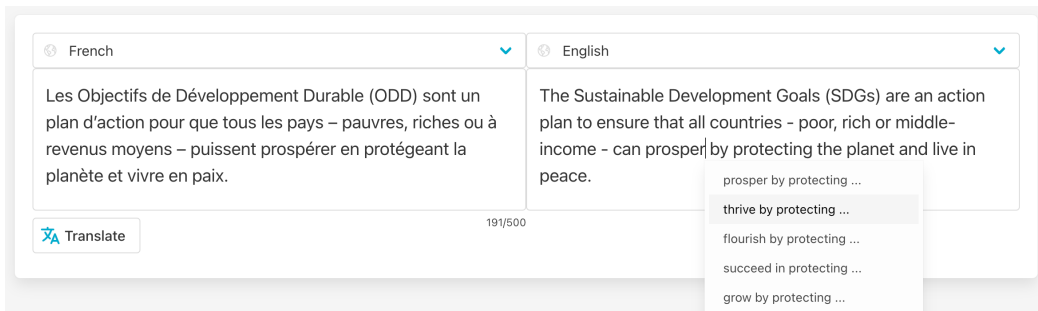 French
English
Les Objectifs de Développement Durable (ODD) sont un
plan d’action pour que tous les pays – pauvres, riches ou à
revenus moyens – puissent prospérer en protégeant la
planète et vivre en paix.
The Sustainable Development Goals (SDGs) are an action
plan to ensure that all countries - poor, rich or middle-
income - can prosper by protecting the planet and live in
peace.
prosper by protecting ...
thrive by protecting ...
flourish by protecting ...
succeed in protecting ...
grow by protecting ...
191/500
Translate